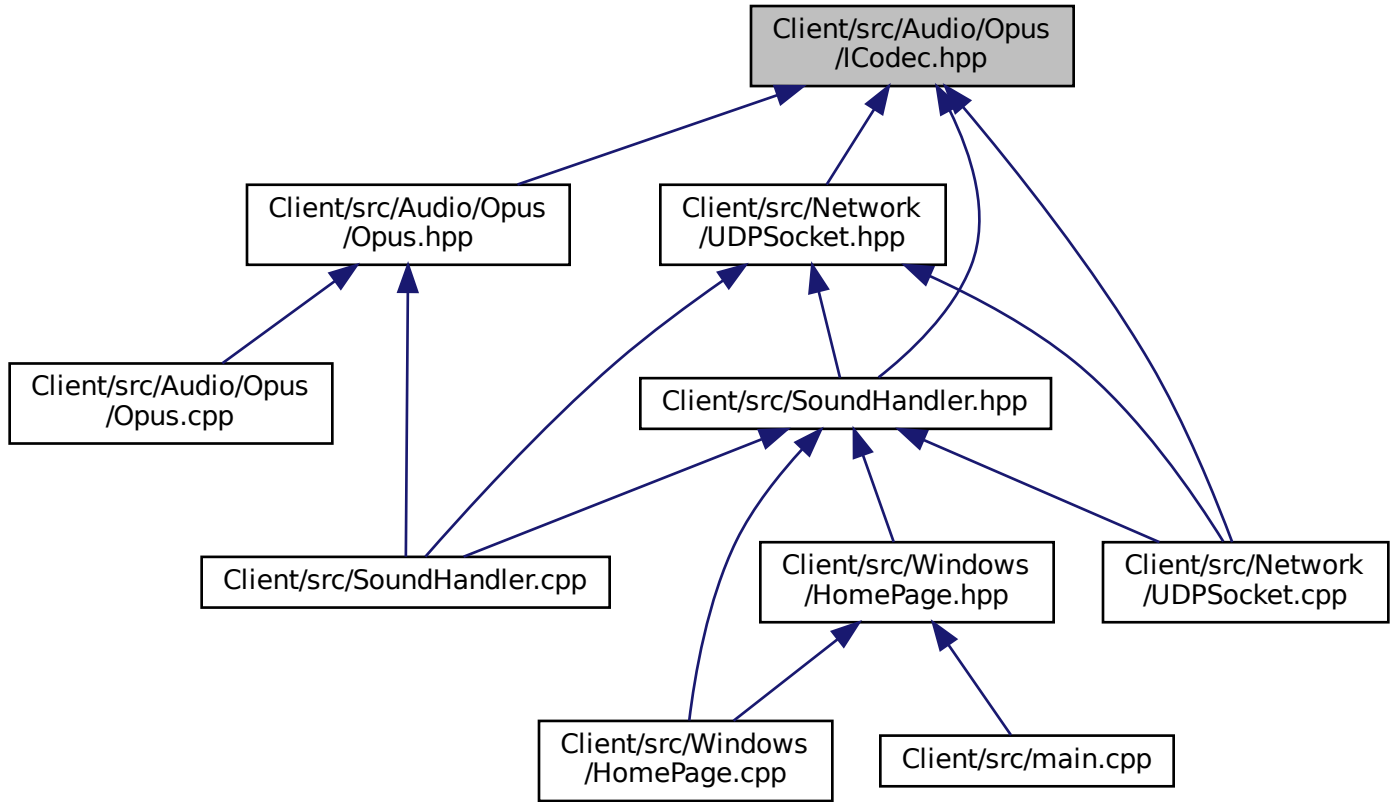 Client/src/Audio/Opus
/ICodec.hpp
Client/src/Audio/Opus
/Opus.hpp
Client/src/Network
/UDPSocket.hpp
Client/src/Audio/Opus
/Opus.cpp
Client/src/SoundHandler.hpp
Client/src/SoundHandler.cpp
Client/src/Windows
/HomePage.hpp
Client/src/Network
/UDPSocket.cpp
Client/src/Windows
/HomePage.cpp
Client/src/main.cpp